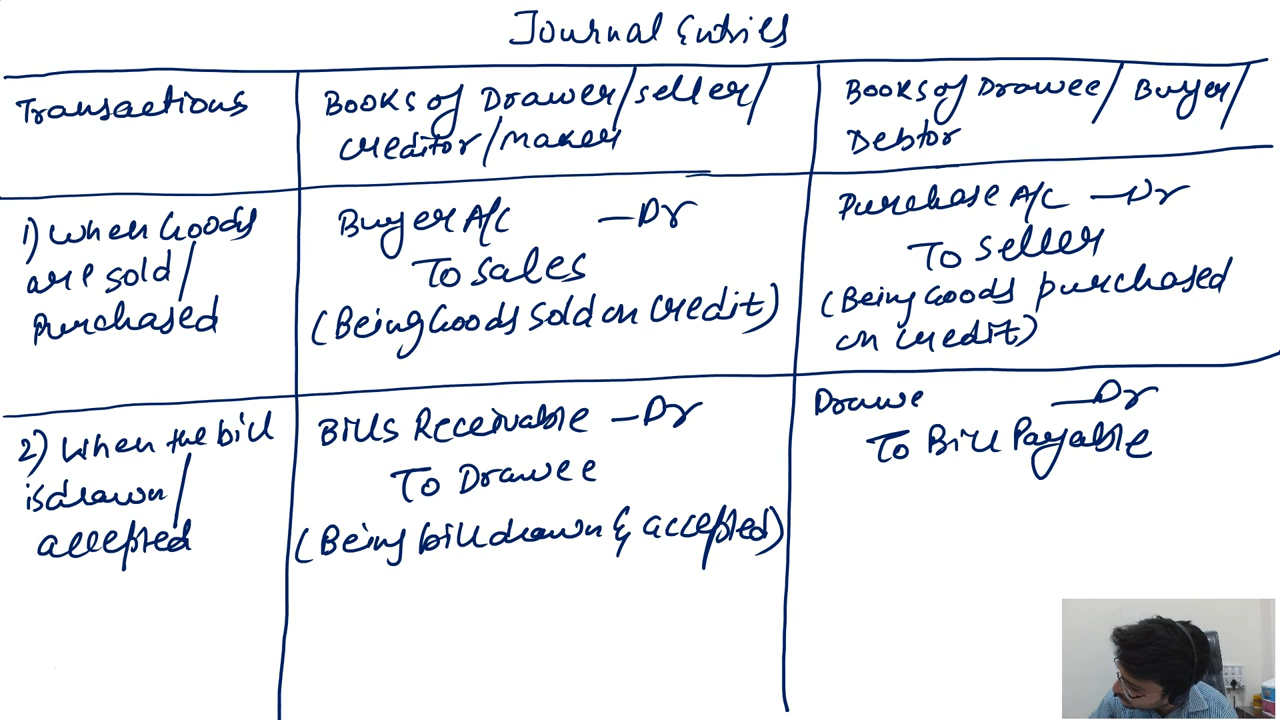 Journal Entries
Transactions
Books of Drawer/seller/
creditor/maker
Books of Drawee/ Buyer/
Debtor
1) When Goods
are sold/
Purchased
Buyer A/c —Dr
To sales
(Being Goods sold on credit)
Purchase A/c —Dr
To seller
(Being Goods purchased
on credit)
2) When the bill
is drawn/
accepted
Bills Receivable —Dr
To Drawee
(Being bill drawn & accepted)
Drawe —Dr
To Bill Payable